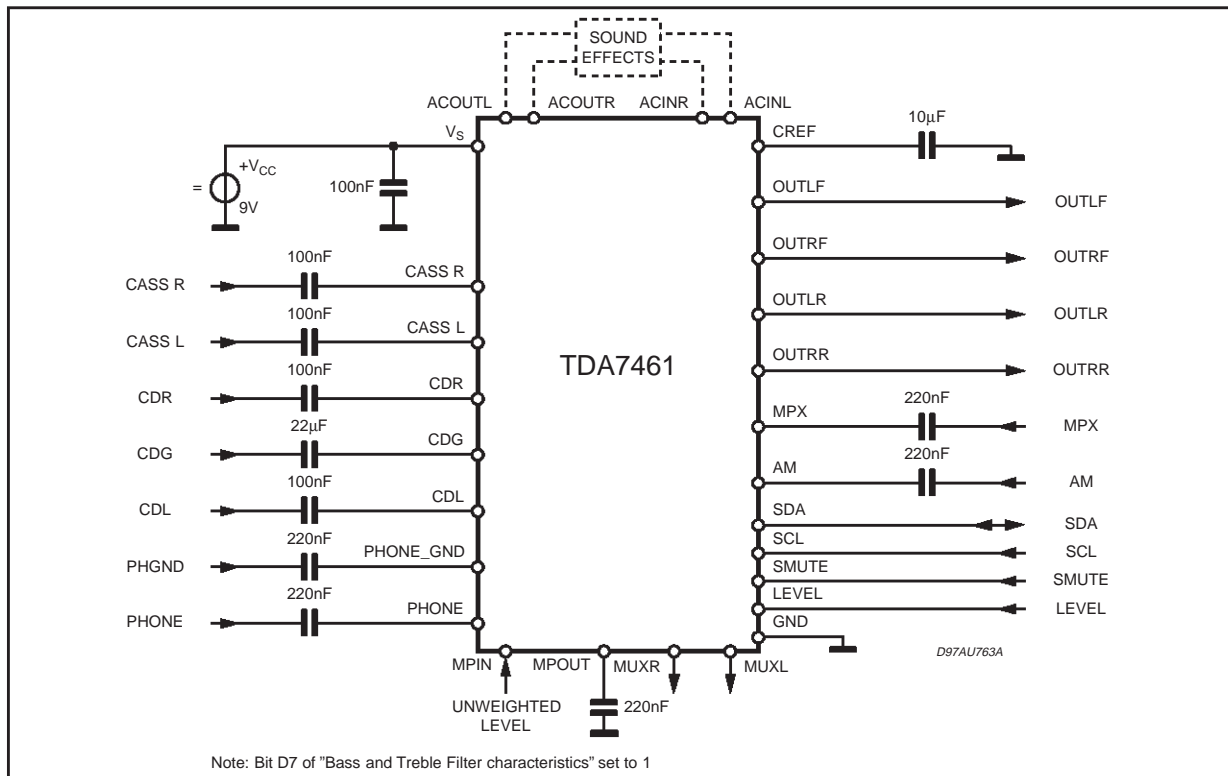 SOUND
EFFECTS
ACOUTL
ACOUTR
ACINR
ACINL
VS
CREF
10µF
+VCC
=
9V
100nF
OUTLF
OUTLF
100nF
CASS R
CASS R
OUTRF
OUTRF
100nF
CASS L
CASS L
OUTLR
OUTLR
TDA7461
100nF
CDR
CDR
OUTRR
OUTRR
22µF
CDG
CDG
MPX
220nF
MPX
100nF
CDL
CDL
AM
220nF
AM
SDA
SDA
220nF
PHGND
PHONE_GND
SCL
SCL
SMUTE
SMUTE
220nF
PHONE
PHONE
LEVEL
LEVEL
GND
D97AU763A
MPIN
MPOUT
MUXR
MUXL
UNWEIGHTED
LEVEL
220nF
Note: Bit D7 of "Bass and Treble Filter characteristics" set to 1